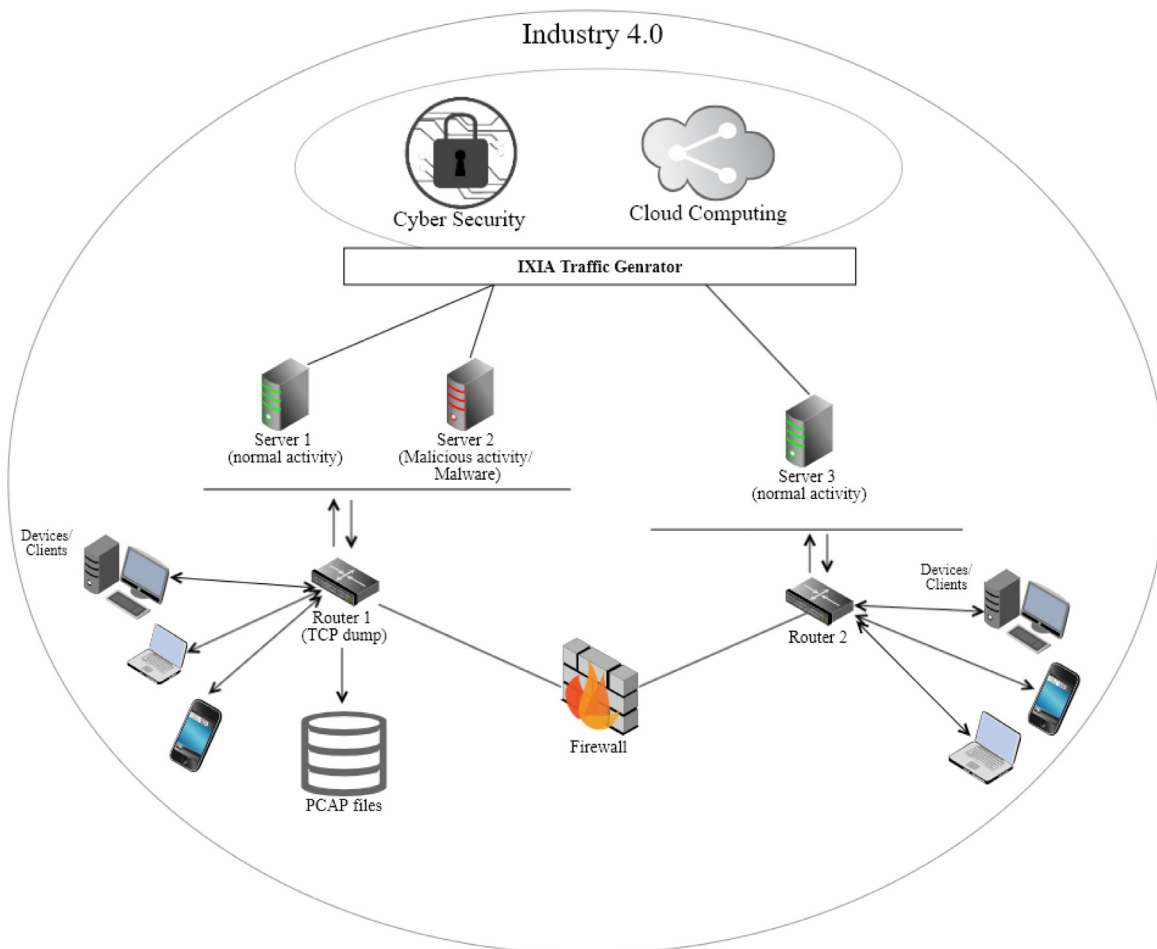 Industry 4.0
Cyber Security
Cloud Computing
IXIA Traffic Genrator
Server 1
(normal activity)
Server 2
(Malicious activity/
Malware)
Server 3
(normal activity)
Devices/
Clients
Router 1
(TCP dump)
Devices/
Clients
Router 2
Firewall
PCAP files